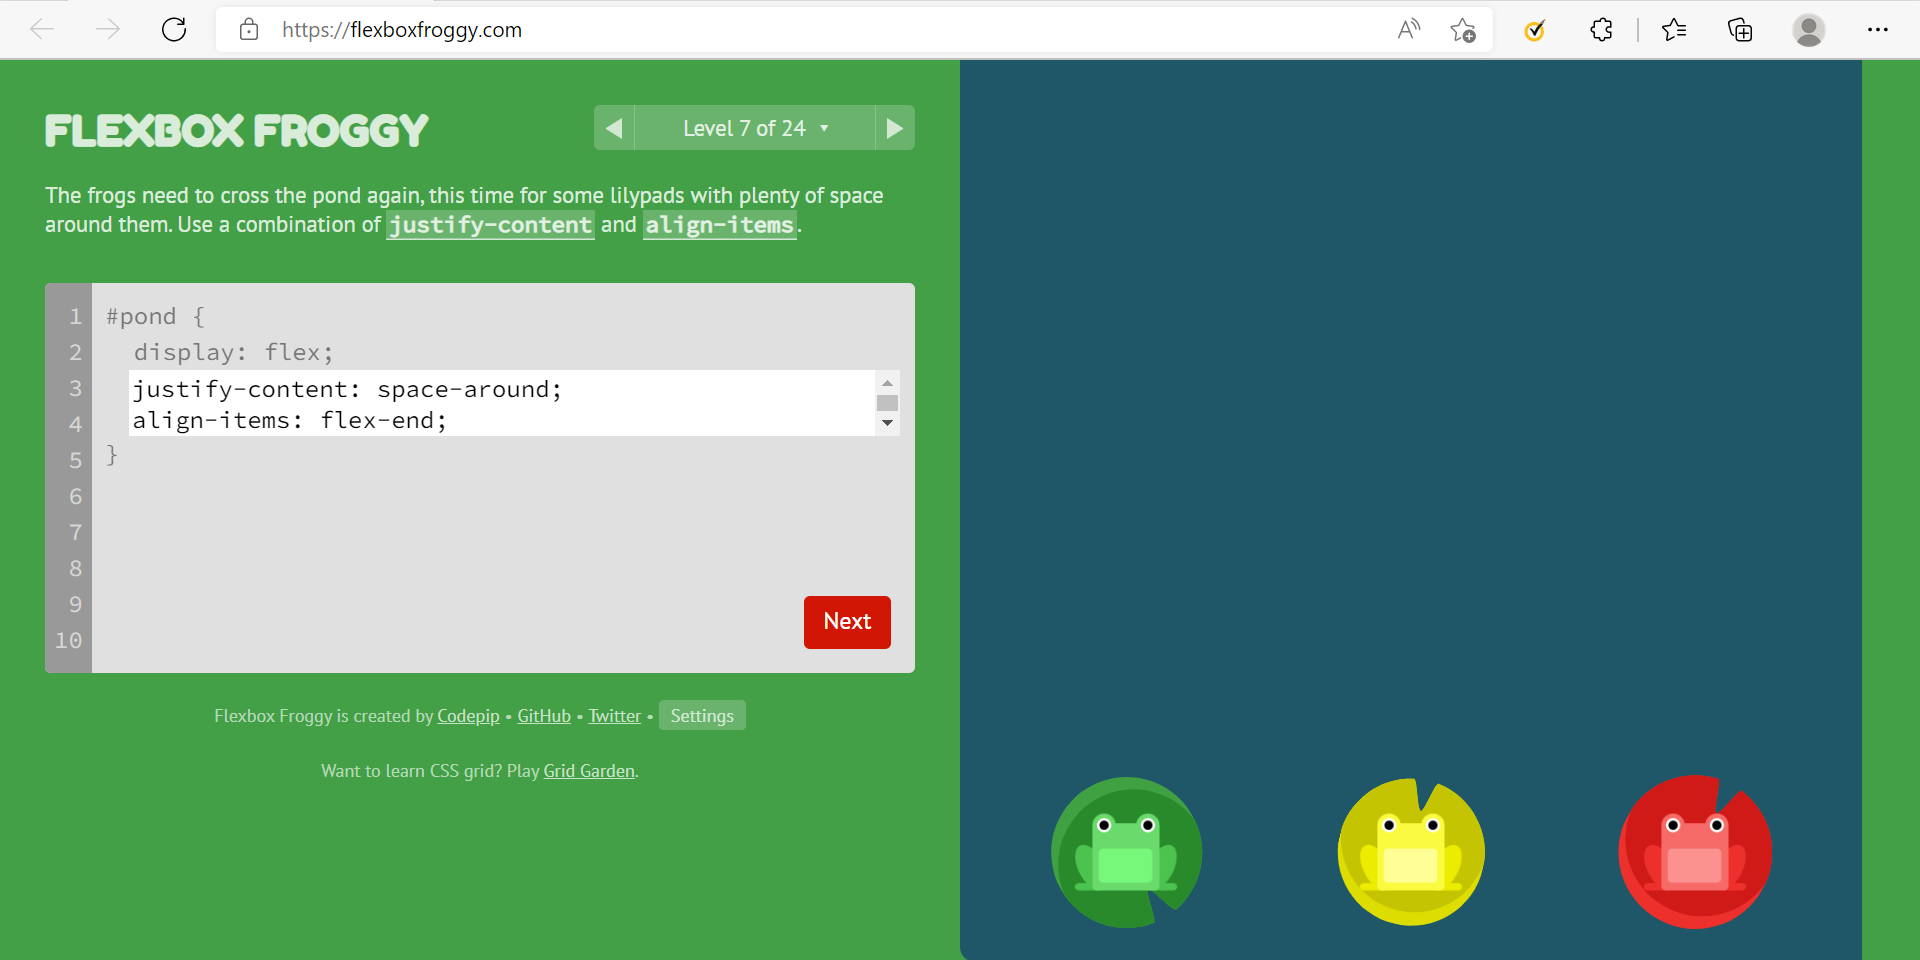 https://flexboxfroggy.com
FLEXBOX FROGGY
Level 7 of 24
The frogs need to cross the pond again, this time for some lilypads with plenty of space
around them. Use a combination of justify-content and align-items.
1 #pond {
2 display: flex;
3 justify-content: space-around;
4 align-items: flex-end;
5 }
6
7
8
9
10
Next
Flexbox Froggy is created by Codepip • GitHub • Twitter • Settings
Want to learn CSS grid? Play Grid Garden.